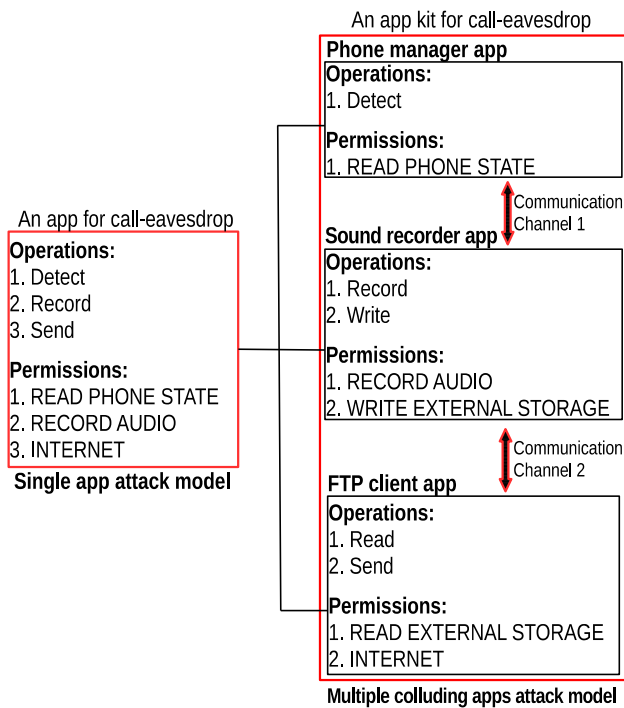 An app for call-eavesdrop
Operations:
1. Detect
2. Record
3. Send
Permissions:
1. READ PHONE STATE
2. RECORD AUDIO
3. INTERNET
Single app attack model
An app kit for call-eavesdrop
Phone manager app
Operations:
1. Detect
Permissions:
1. READ PHONE STATE
Communication
Channel 1
Sound recorder app
Operations:
1. Record
2. Write
Permissions:
1. RECORD AUDIO
2. WRITE EXTERNAL STORAGE
Communication
Channel 2
FTP client app
Operations:
1. Read
2. Send
Permissions:
1. READ EXTERNAL STORAGE
2. INTERNET
Multiple colluding apps attack model